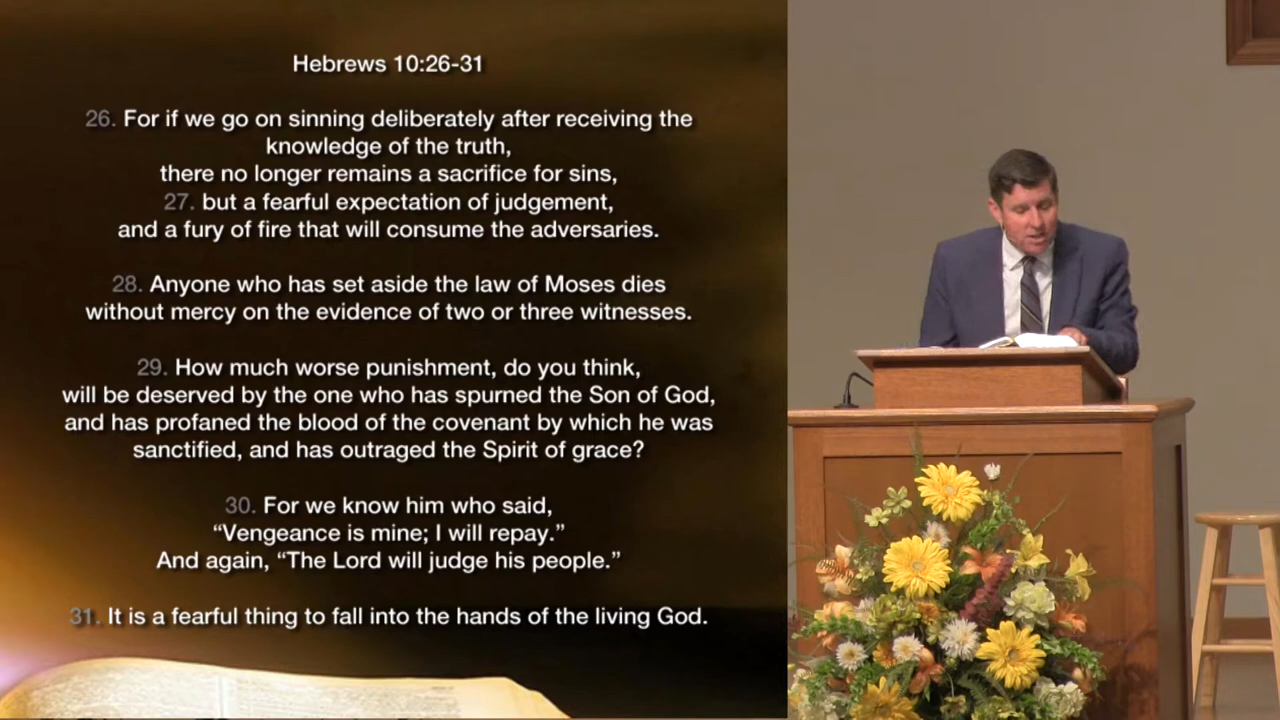 Hebrews 10:26-31
26. For if we go on sinning deliberately after receiving the
knowledge of the truth,
there no longer remains a sacrifice for sins,
27. but a fearful expectation of judgement,
and a fury of fire that will consume the adversaries.
28. Anyone who has set aside the law of Moses dies
without mercy on the evidence of two or three witnesses.
29. How much worse punishment, do you think,
will be deserved by the one who has spurned the Son of God,
and has profaned the blood of the covenant by which he was
sanctified, and has outraged the Spirit of grace?
30. For we know him who said,
“Vengeance is mine; I will repay.”
And again, “The Lord will judge his people.”
31. It is a fearful thing to fall into the hands of the living God.